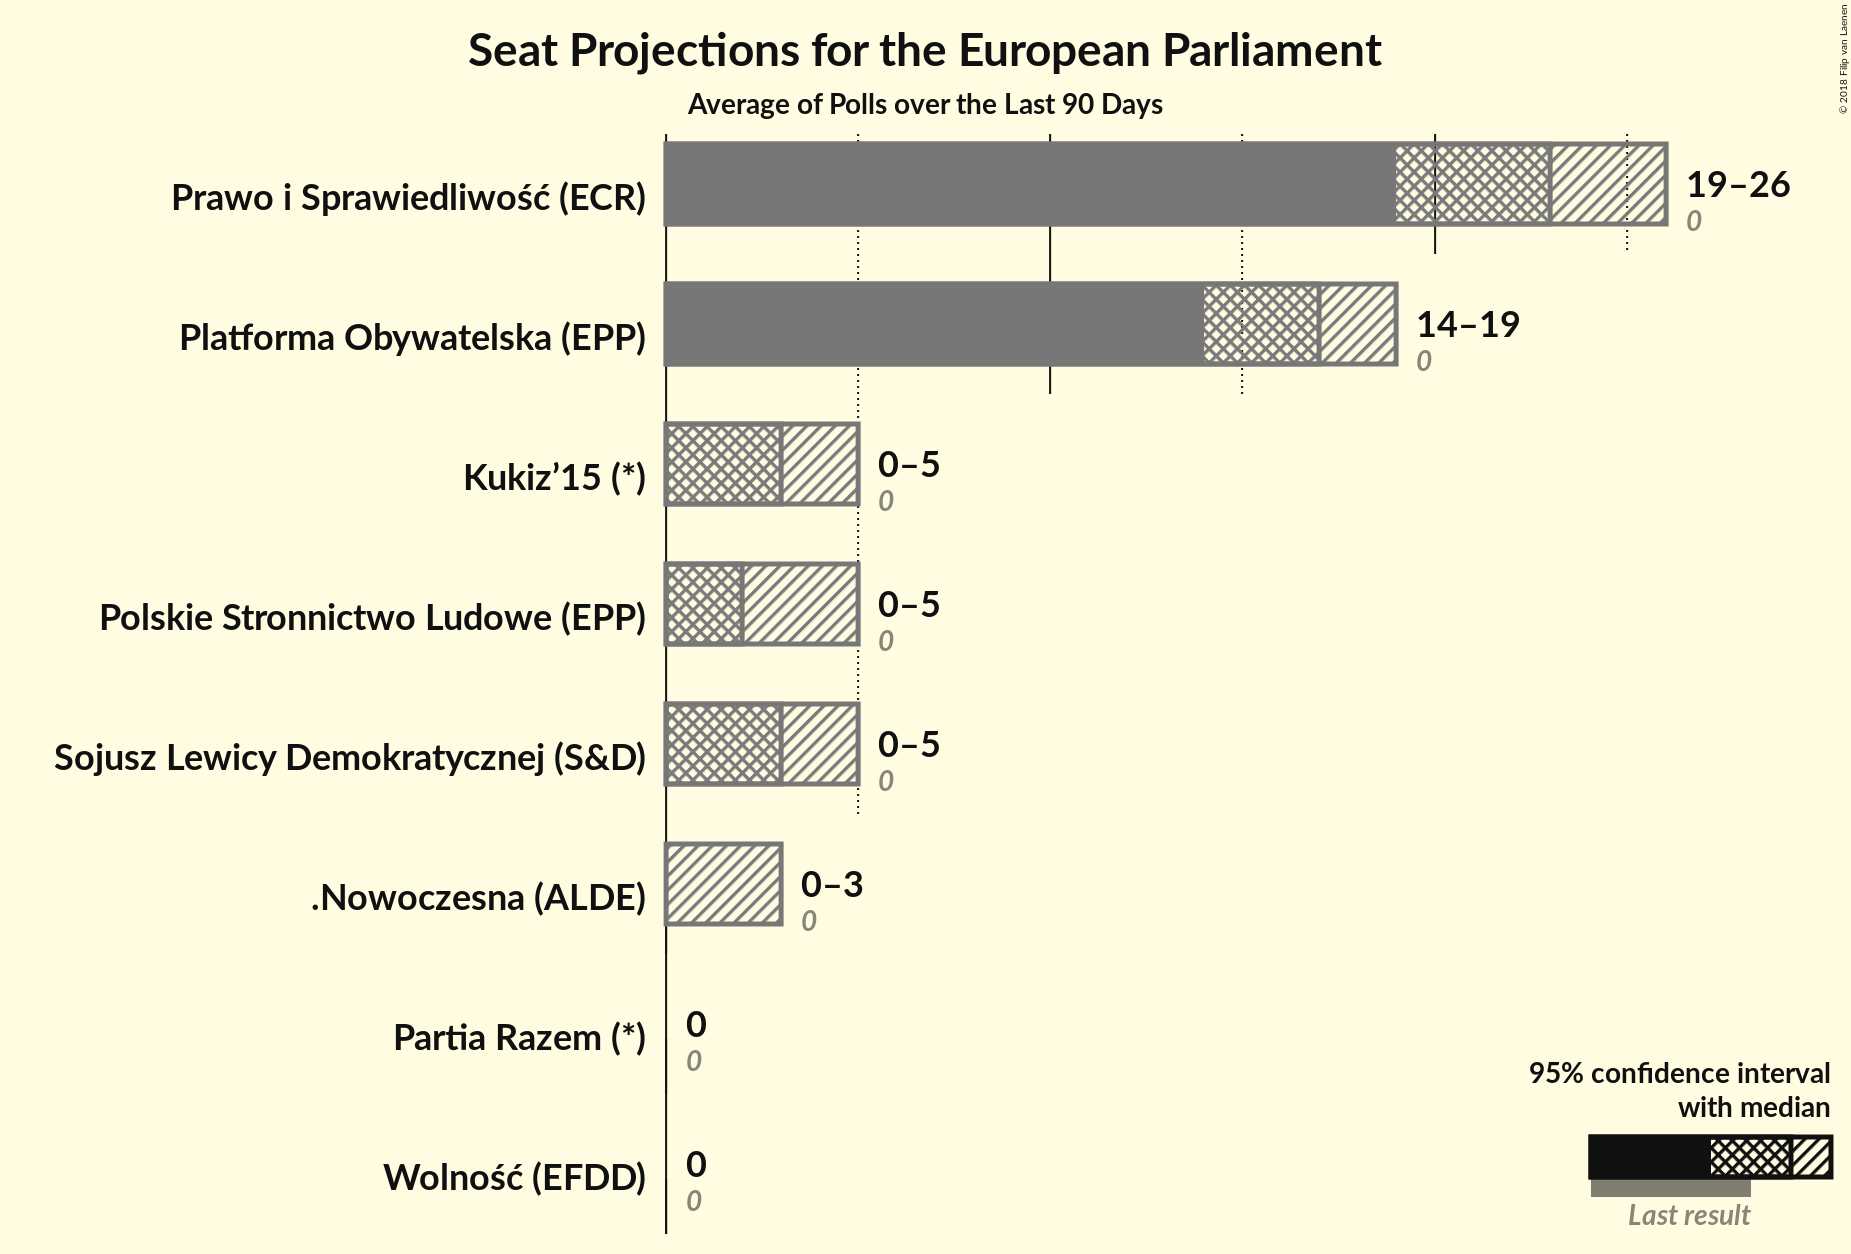 Seat Projections for the European Parliament
Average of Polls over the Last 90 Days
© 2018 Filip van Laenen
Prawo i Sprawiedliwość (ECR)
19–26
0
Platforma Obywatelska (EPP)
14–19
0
Kukiz’15 (*)
0–5
0
Polskie Stronnictwo Ludowe (EPP)
0–5
0
Sojusz Lewicy Demokratycznej (S&D)
0–5
0
.Nowoczesna (ALDE)
0–3
0
Partia Razem (*)
0
0
Wolność (EFDD)
0
0
95% confidence interval
with median
Last result